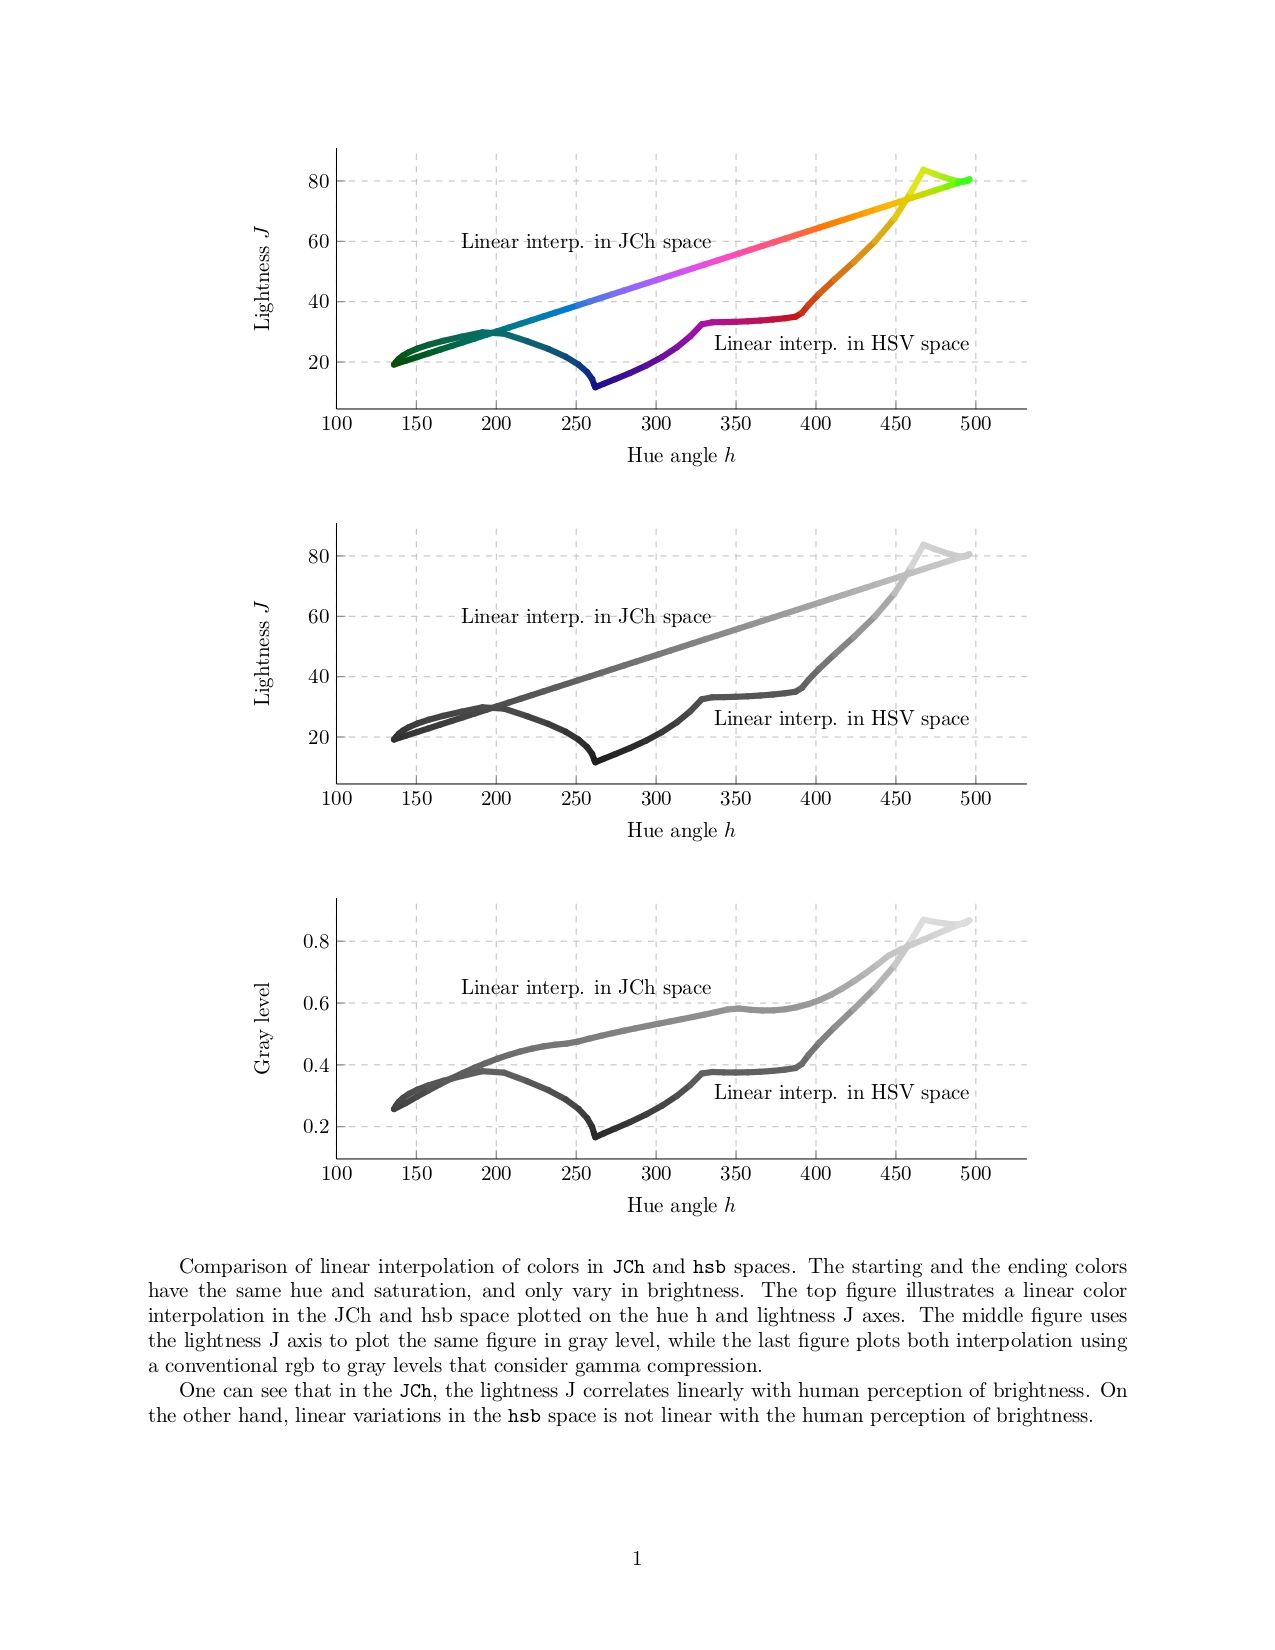 80
60
40
20
Lightness J
Linear interp. in JCh space
Linear interp. in HSV space
100 150 200 250 300 350 400 450 500
Hue angle h
80
60
40
20
Lightness J
Linear interp. in JCh space
Linear interp. in HSV space
100 150 200 250 300 350 400 450 500
Hue angle h
0.8
0.6
0.4
0.2
Gray level
Linear interp. in JCh space
Linear interp. in HSV space
100 150 200 250 300 350 400 450 500
Hue angle h
Comparison of linear interpolation of colors in JCh and hsb spaces. The starting and the ending colors
have the same hue and saturation, and only vary in brightness. The top figure illustrates a linear color
interpolation in the JCh and hsb space plotted on the hue h and lightness J axes. The middle figure uses
the lightness J axis to plot the same figure in gray level, while the last figure plots both interpolation using
a conventional rgb to gray levels that consider gamma compression.
One can see that in the JCh, the lightness J correlates linearly with human perception of brightness. On
the other hand, linear variations in the hsb space is not linear with the human perception of brightness.
1